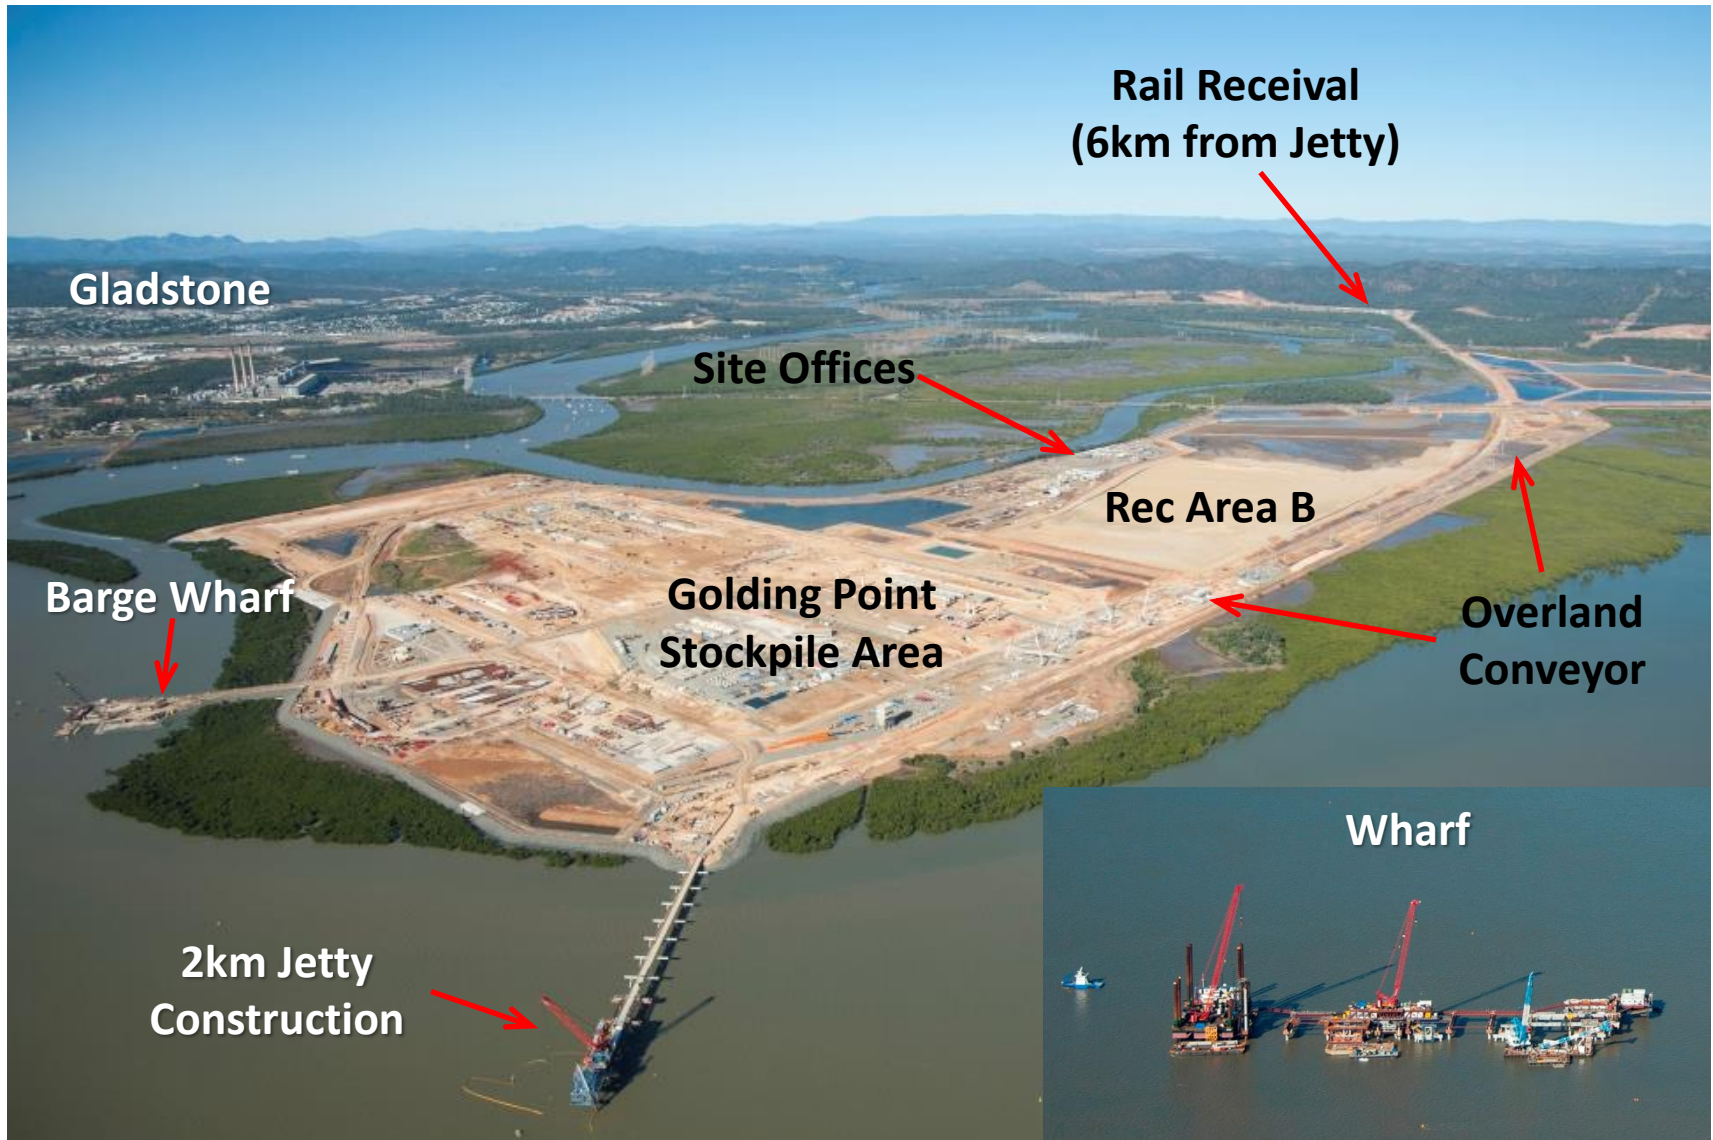 Rail Receival
(6km from Jetty)
Gladstone
Site Offices
Rec Area B
Barge Wharf
Golding Point
Stockpile Area
Overland
Conveyor
Wharf
2km Jetty
Construction